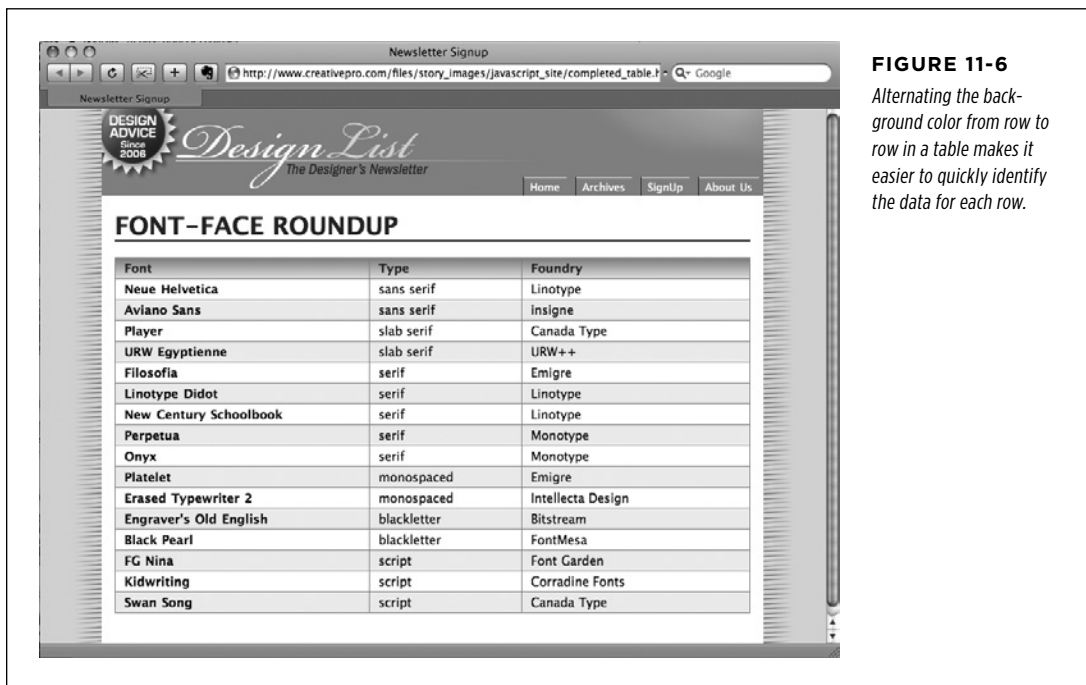 Newsletter Signup
http://www.creativepro.com/files/story_images/javascript_site/completed_table.h
Google
Newsletter Signup
DESIGN
ADVICE
Since
2006
Design List
The Designer's Newsletter
Home Archives SignUp About Us
FONT-FACE ROUNDUP
Font Type Foundry
Neue Helvetica sans serif Linotype
Aviano Sans sans serif insigne
Player slab serif Canada Type
URW Egyptienne slab serif URW++
Filosofia serif Emigre
Linotype Didot serif Linotype
New Century Schoolbook serif Linotype
Perpetua serif Monotype
Onyx serif Monotype
Platelet monospaced Emigre
Erased Typewriter 2 monospaced Intellecta Design
Engraver's Old English blackletter Bitstream
Black Pearl blackletter FontMesa
FG Nina script Font Garden
Kidwriting script Corradine Fonts
Swan Song script Canada Type
FIGURE 11-6
Alternating the back-
ground color from row to
row in a table makes it
easier to quickly identify
the data for each row.